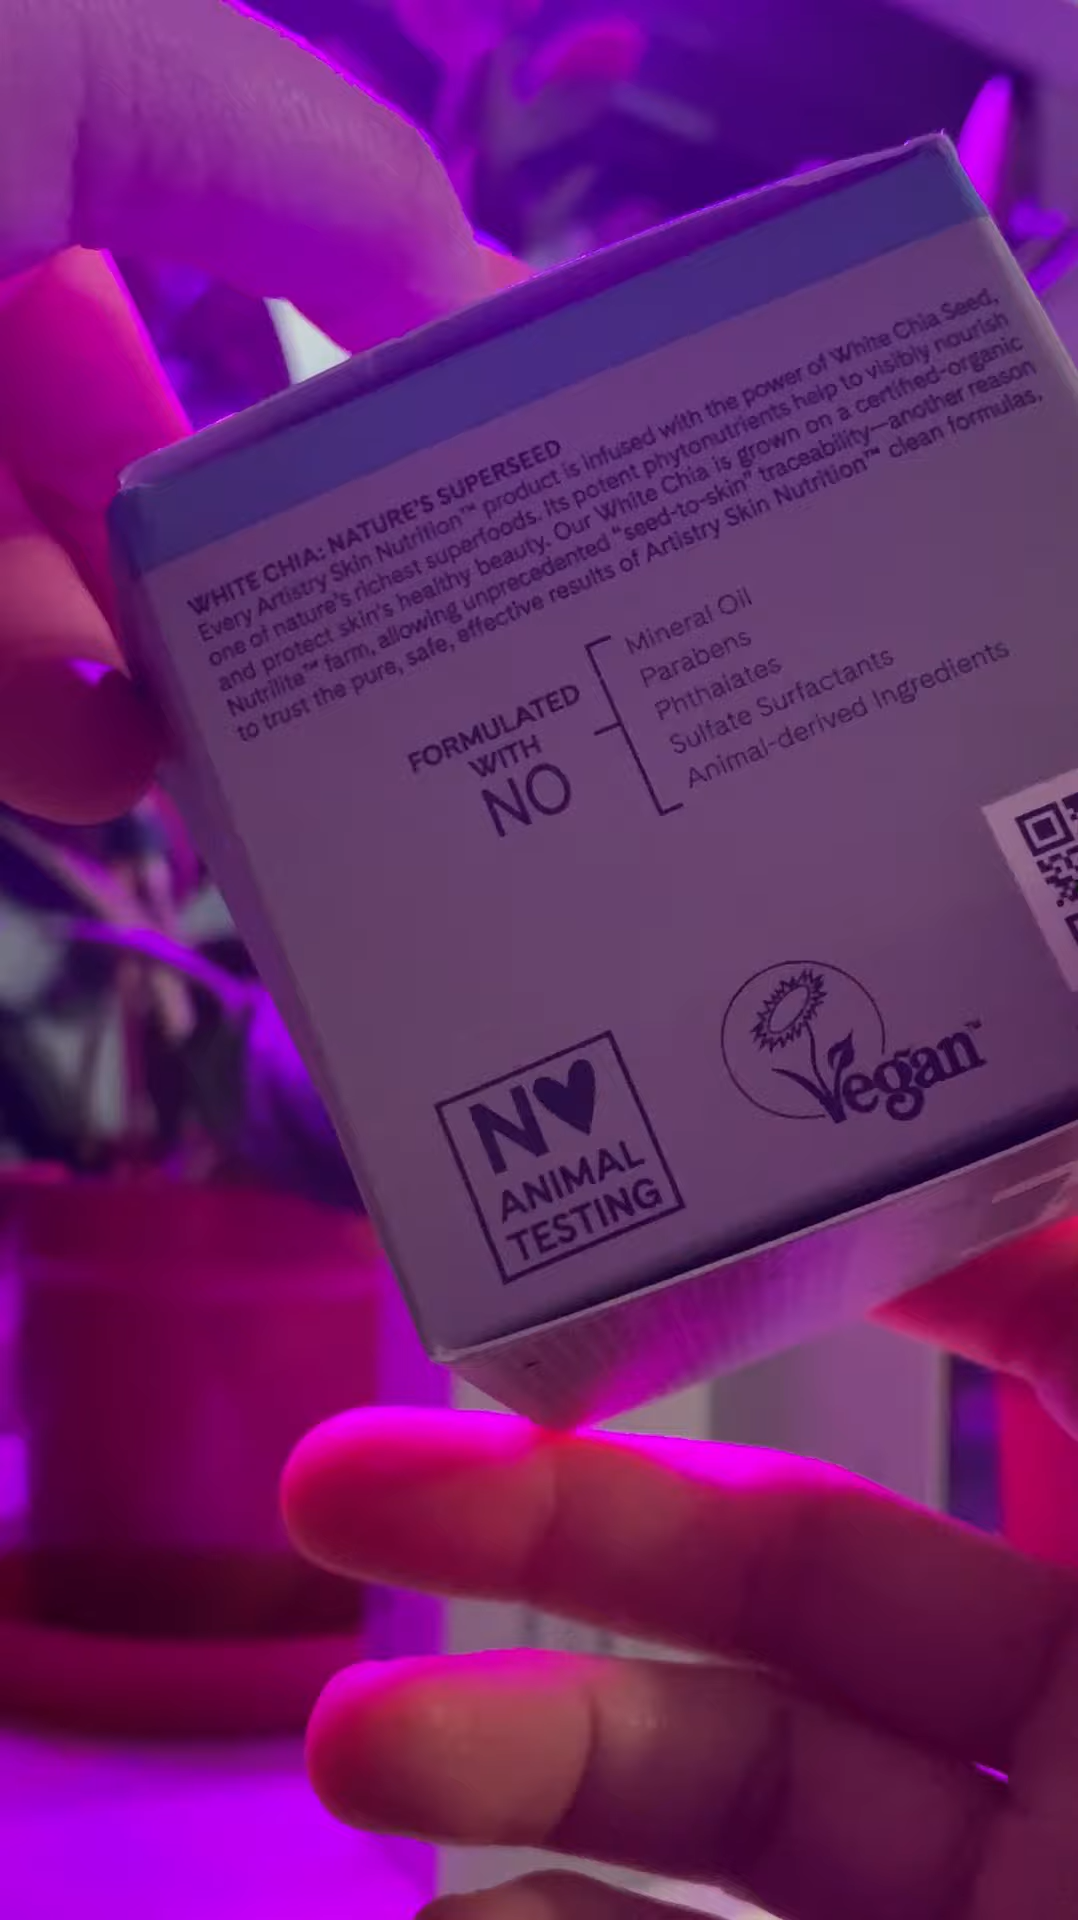 WHITE CHIA: NATURE'S SUPERSEED
Every Artistry Skin Nutrition™ product is infused with the power of White Chia Seed,
one of nature's richest superfoods. Its potent phytonutrients help to visibly nourish
and protect skin's healthy beauty. Our White Chia is grown on a certified-organic
Nutrilite™ farm, allowing unprecedented "seed-to-skin" traceability—another reason
to trust the pure, safe, effective results of Artistry Skin Nutrition™ clean formulas.
FORMULATED
WITH
NO
Mineral Oil
Parabens
Phthalates
Sulfate Surfactants
Animal-derived Ingredients
NO
ANIMAL
TESTING
Vegan™